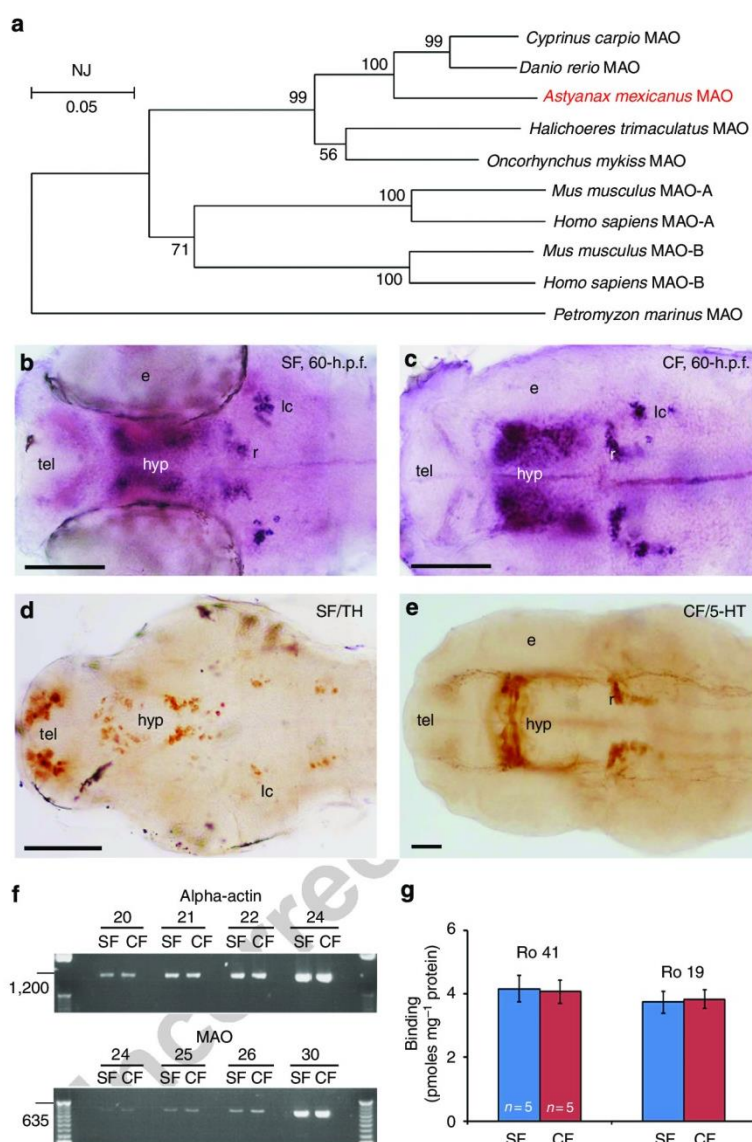 a
NJ
0.05
99
100
99
56
71
100
100
Cyprinus carpio MAO
Danio rerio MAO
Astyanax mexicanus MAO
Halichoeres trimaculatus MAO
Oncorhynchus mykiss MAO
Mus musculus MAO-A
Homo sapiens MAO-A
Mus musculus MAO-B
Homo sapiens MAO-B
Petromyzon marinus MAO
b
SF, 60-h.p.f.
e
lc
tel
hyp
r
c
CF, 60-h.p.f.
e
lc
tel
hyp
r
d
SF/TH
tel
hyp
lc
e
CF/5-HT
e
r
tel
hyp
f
Alpha-actin
20 21 22 24
SF CF SF CF SF CF SF CF
1,200
MAO
24 25 26 30
SF CF SF CF SF CF SF CF
635
g
Binding
(pmoles mg⁻¹ protein)
6
4
2
0
Ro 41
Ro 19
n = 5 n = 5
SF CF SF CF